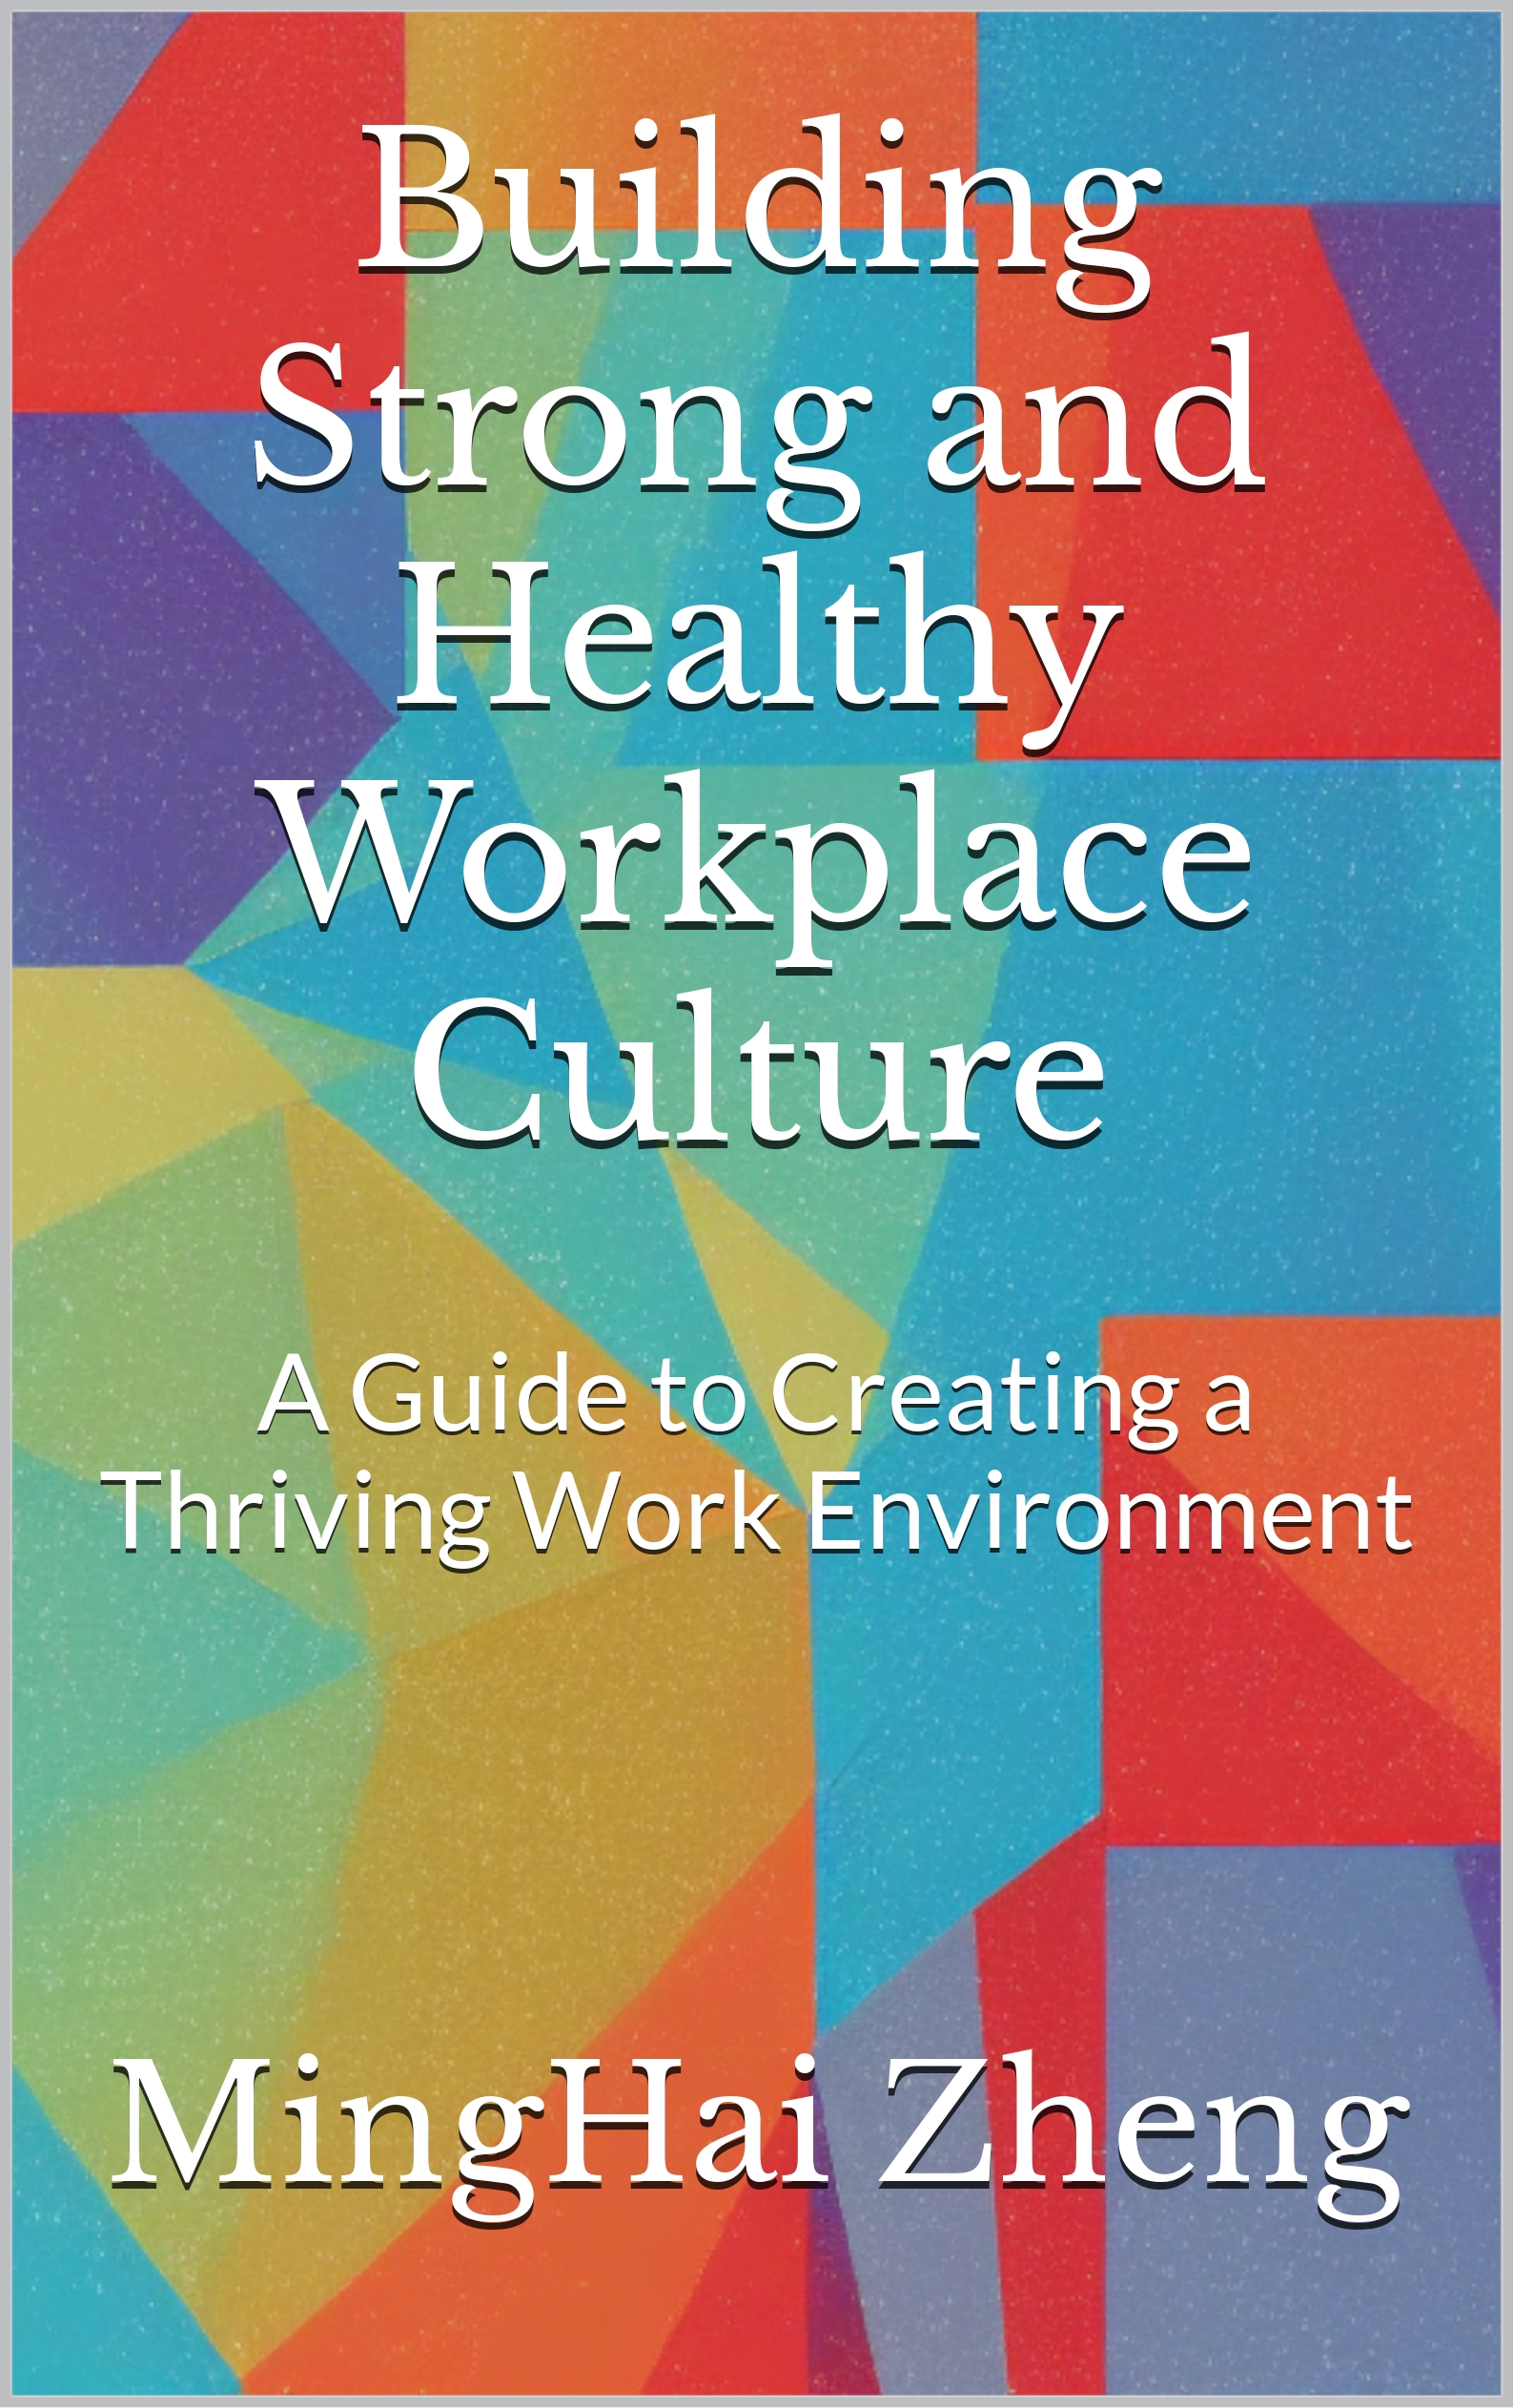 Building
Strong and
Healthy
Workplace
Culture
A Guide to Creating a
Thriving Work Environment
MingHai Zheng